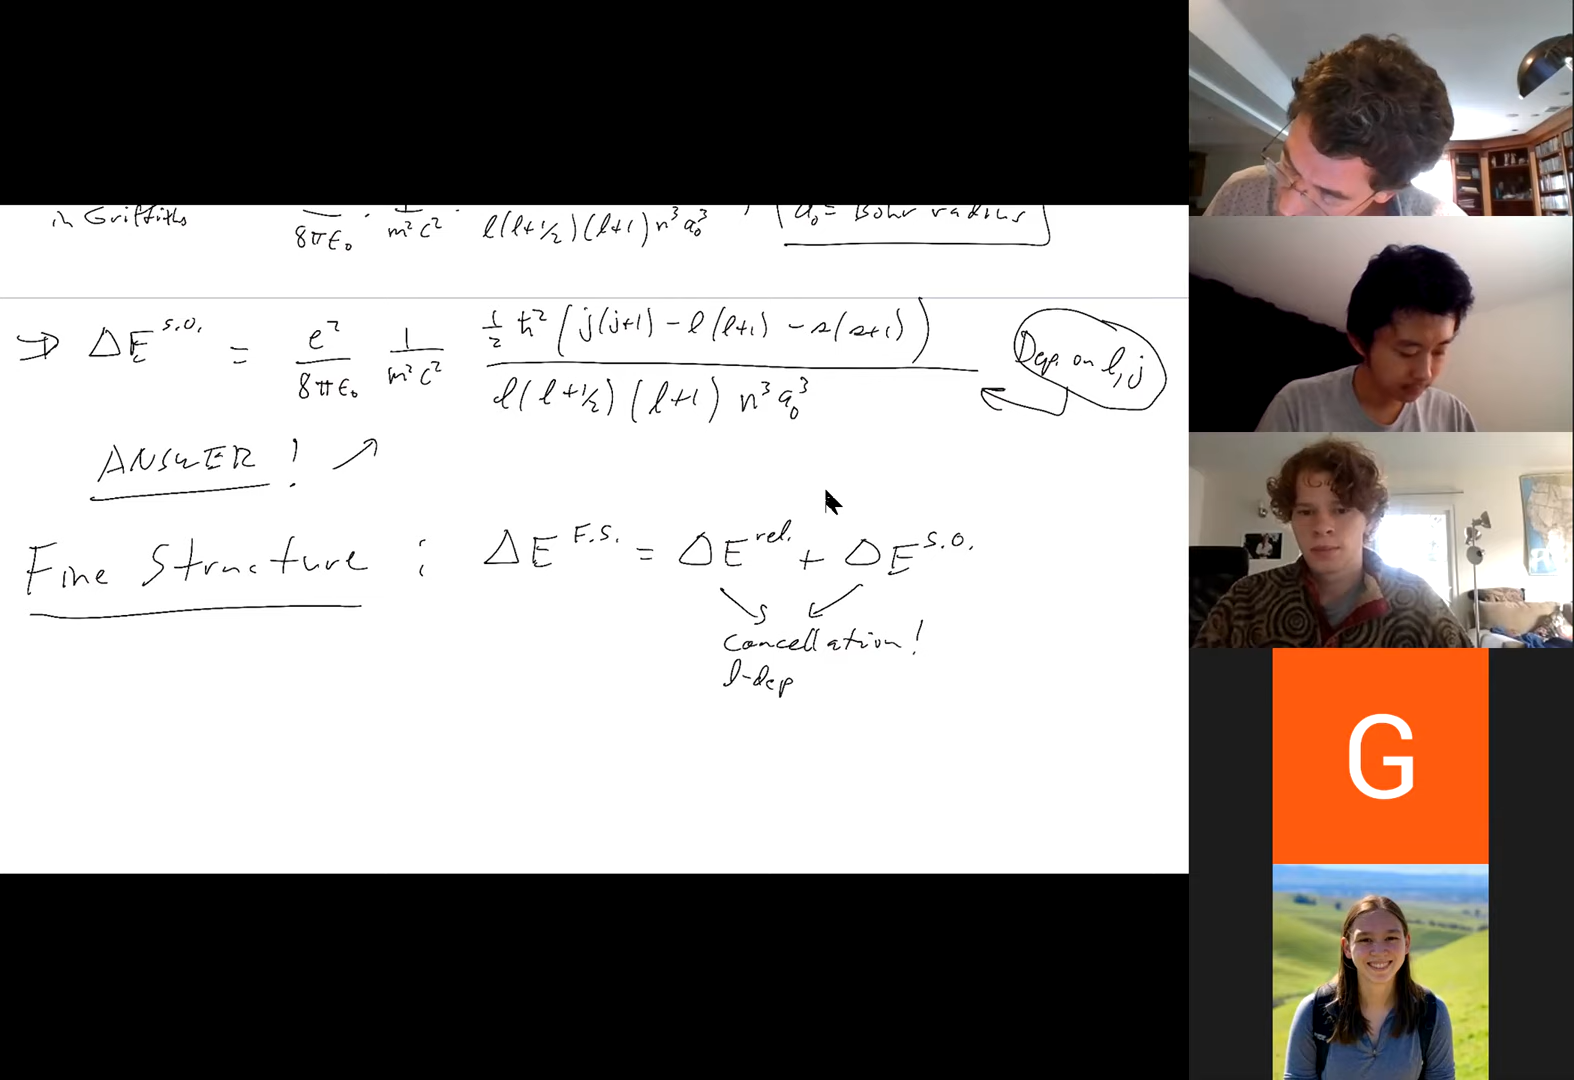 in Griffiths 8πε₀ · m²c² · l(l+1/2)(l+1)n³a₀³ , a₀ = Bohr radius
⇒ ΔE^{s.o.} = e²/8πε₀ 1/m²c² ½ħ²(j(j+1) - l(l+1) - s(s+1)) / l(l+½)(l+1) n³a₀³
Dep. on l, j
ANSWER! ↗
Fine Structure : ΔE^{F.S.} = ΔE^{rel.} + ΔE^{s.o.}
cancellation!
l-dep
G